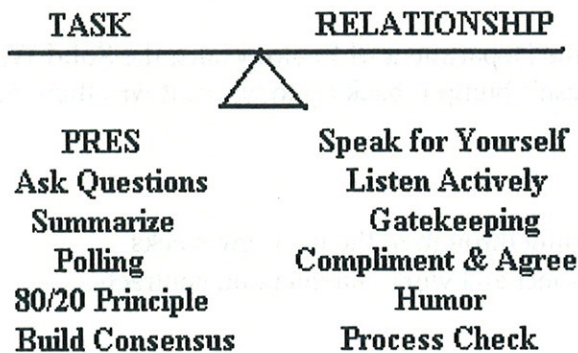 TASK RELATIONSHIP
PRES Speak for Yourself
Ask Questions Listen Actively
Summarize Gatekeeping
Polling Compliment & Agree
80/20 Principle Humor
Build Consensus Process Check